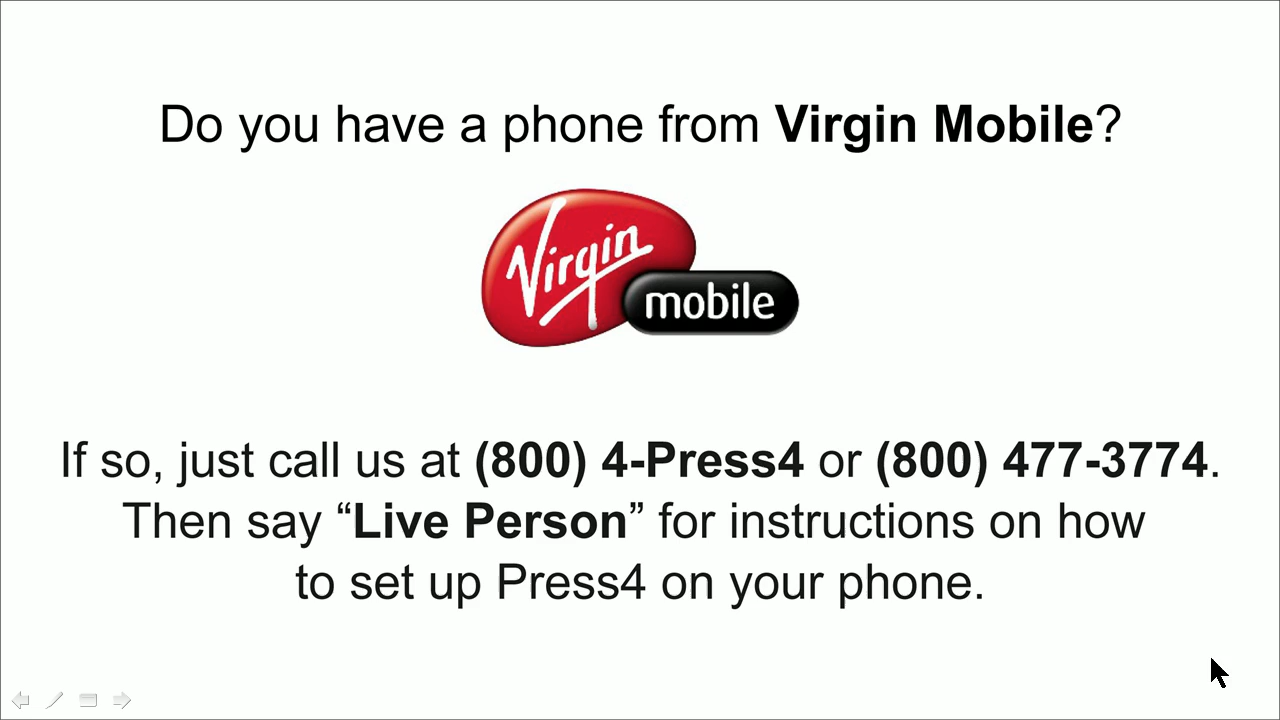 Do you have a phone from Virgin Mobile?
Virgin
mobile
If so, just call us at (800) 4-Press4 or (800) 477-3774.
Then say “Live Person” for instructions on how
to set up Press4 on your phone.